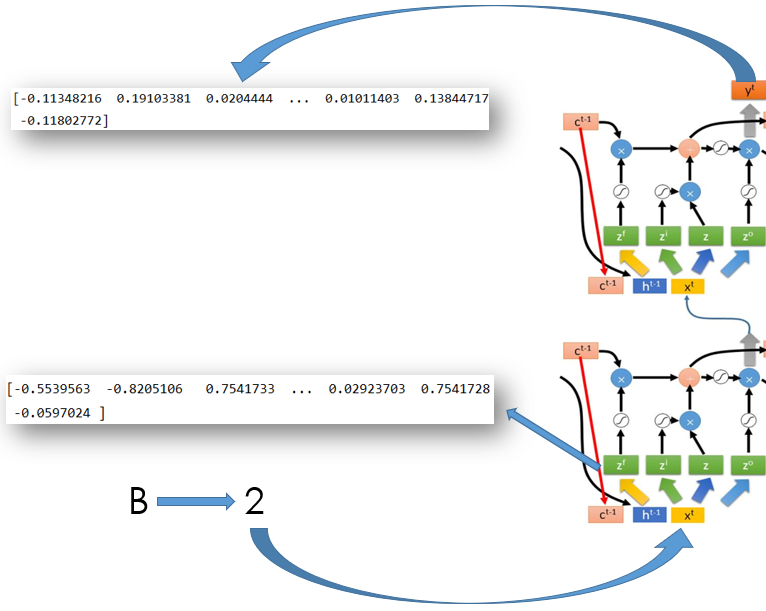 y^t
[-0.11348216 0.19103381 0.0204444 ... 0.01011403 0.13844717
-0.11802772]
c^t-1
×
+
×
×
z^f z^i z z^o
c^t-1 h^t-1 x^t
c^t-1
×
+
×
[-0.5539563 -0.8205106 0.7541733 ... 0.02923703 0.7541728
-0.0597024 ]
×
z^f z^i z z^o
B 2
c^t-1 h^t-1 x^t